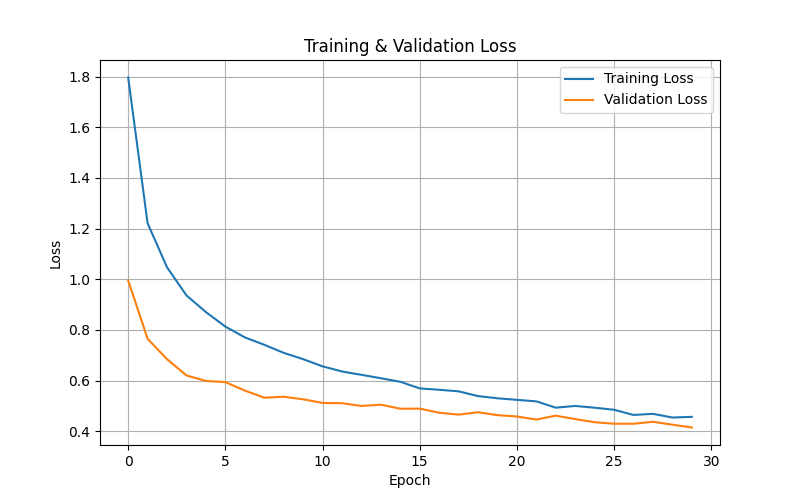 Training & Validation Loss
Training Loss
Validation Loss
Loss
1.8
1.6
1.4
1.2
1.0
0.8
0.6
0.4
0 5 10 15 20 25 30
Epoch